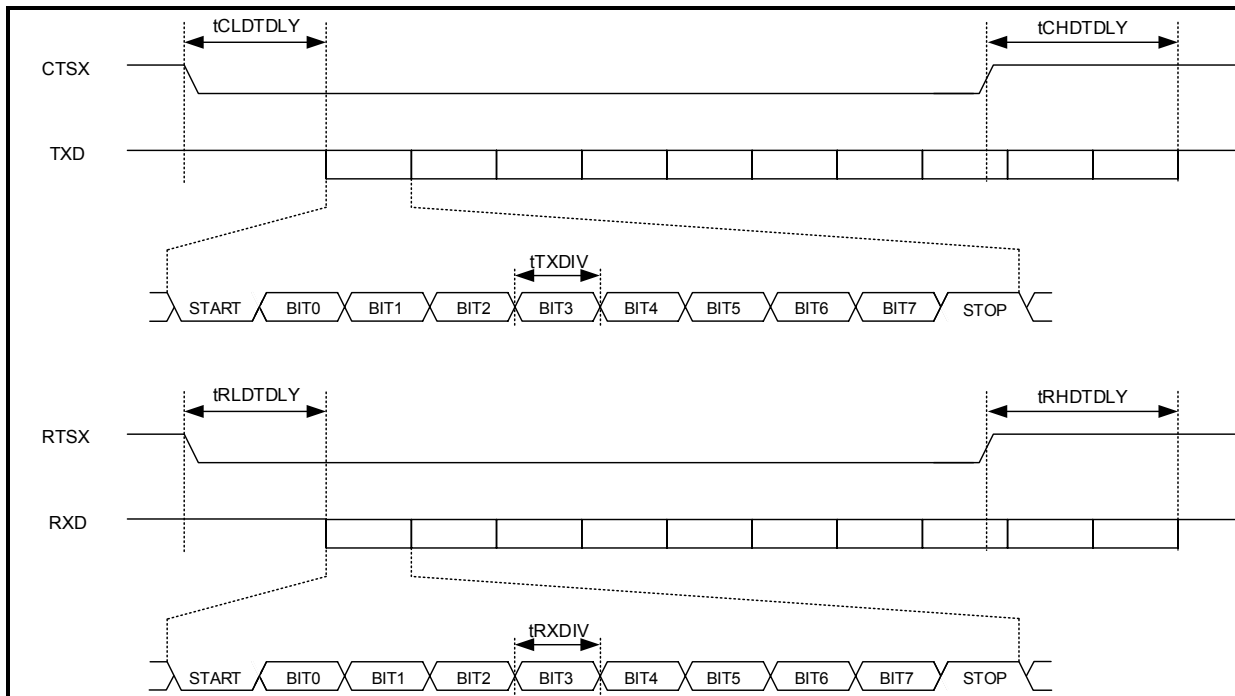 tCLDTDLY tCHDTDLY
CTSX
TXD
tTXDIV
START BIT0 BIT1 BIT2 BIT3 BIT4 BIT5 BIT6 BIT7 STOP
tRLDTDLY tRHDTDLY
RTSX
RXD
tRXDIV
START BIT0 BIT1 BIT2 BIT3 BIT4 BIT5 BIT6 BIT7 STOP